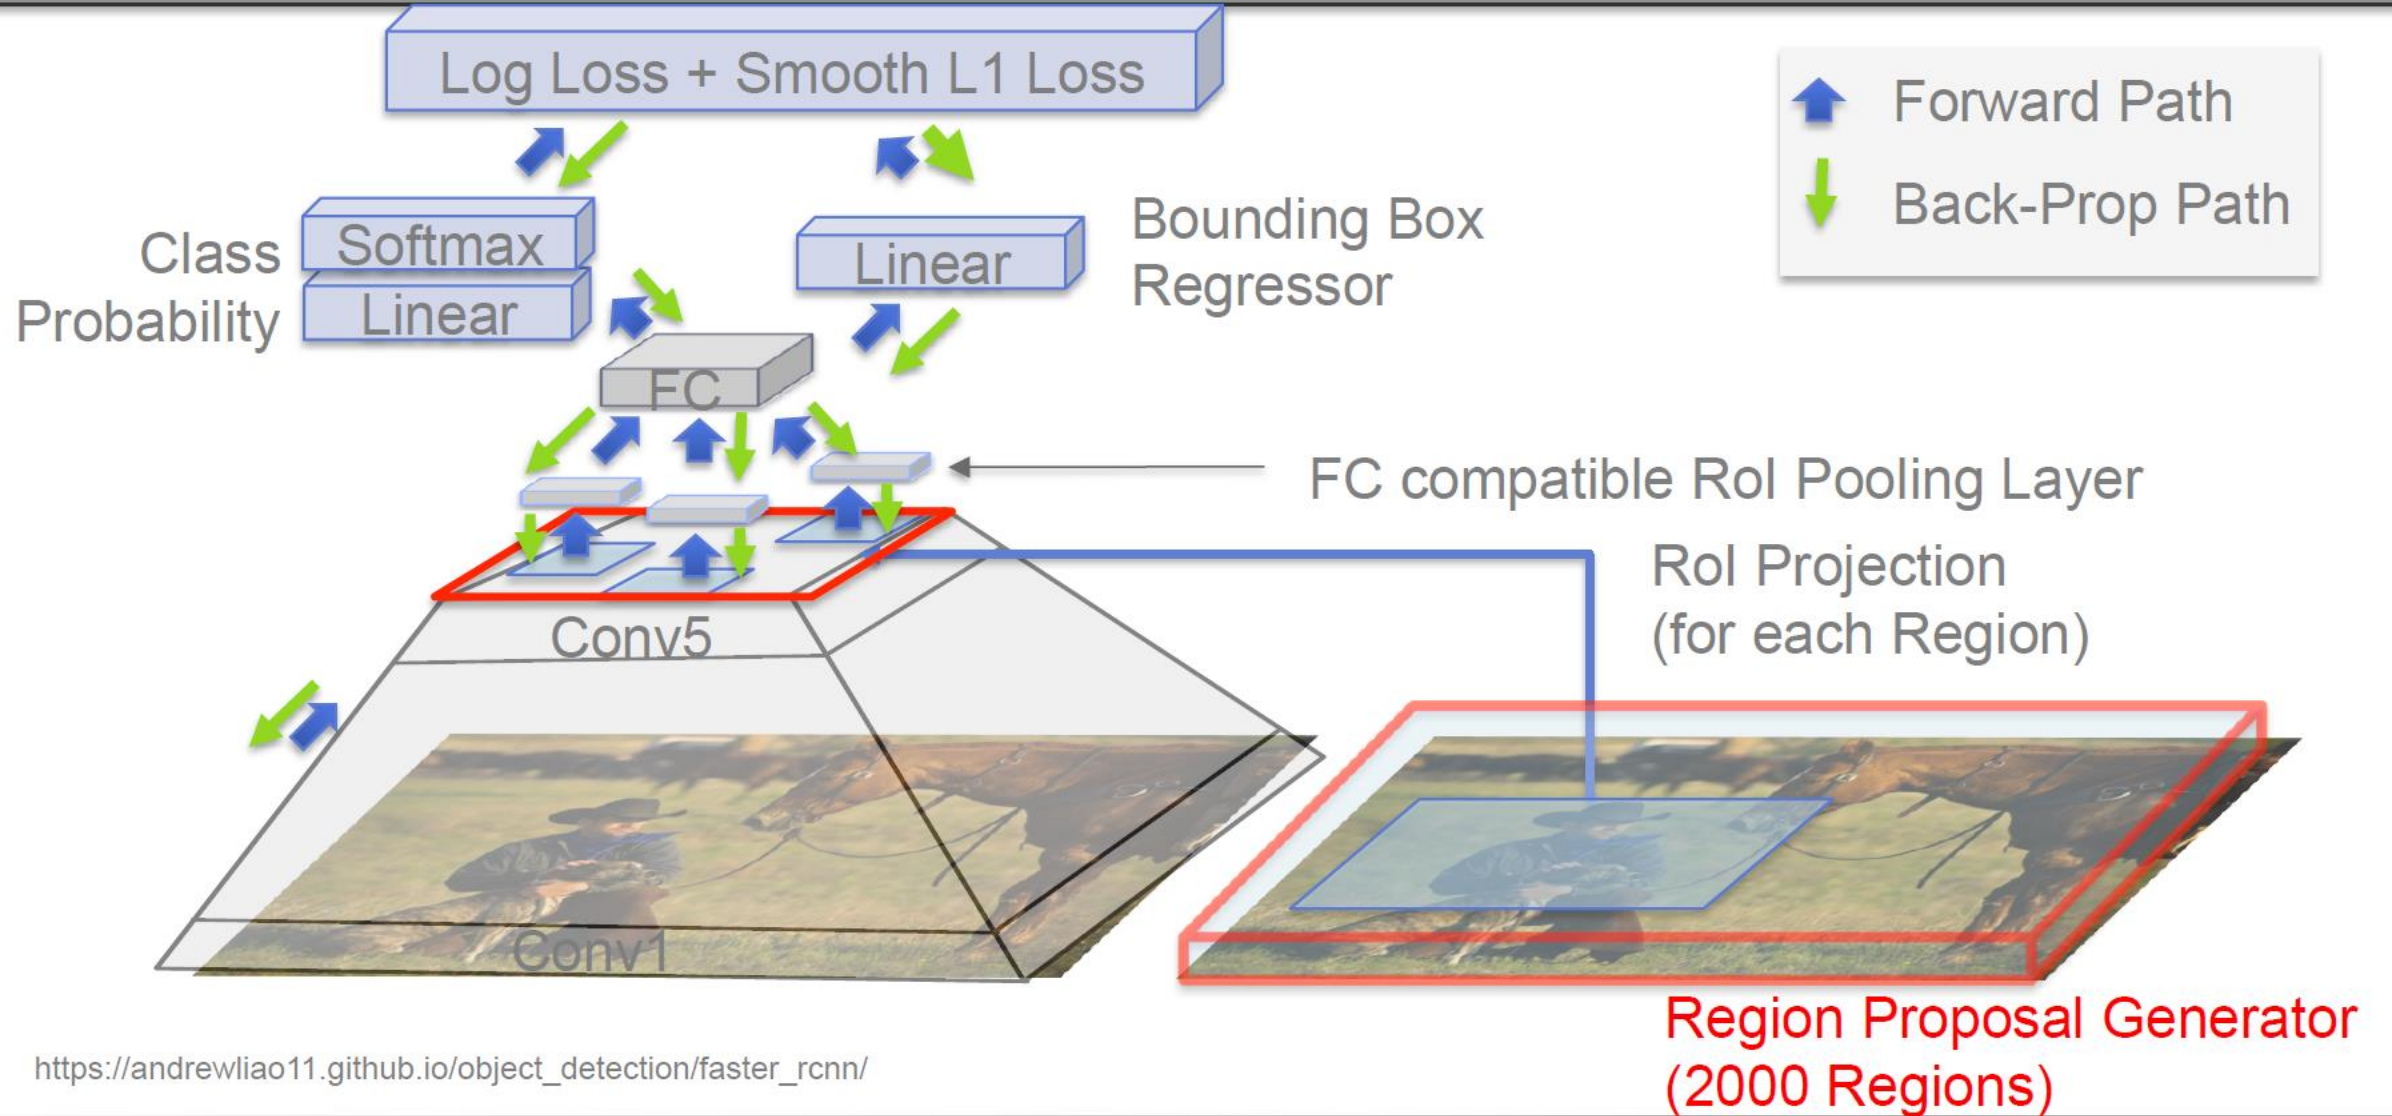 Log Loss + Smooth L1 Loss
Forward Path
Back-Prop Path
Class
Probability
Softmax
Linear
Linear
Bounding Box
Regressor
FC
FC compatible RoI Pooling Layer
RoI Projection
(for each Region)
Conv5
Conv1
Region Proposal Generator
(2000 Regions)
https://andrewliao11.github.io/object_detection/faster_rcnn/